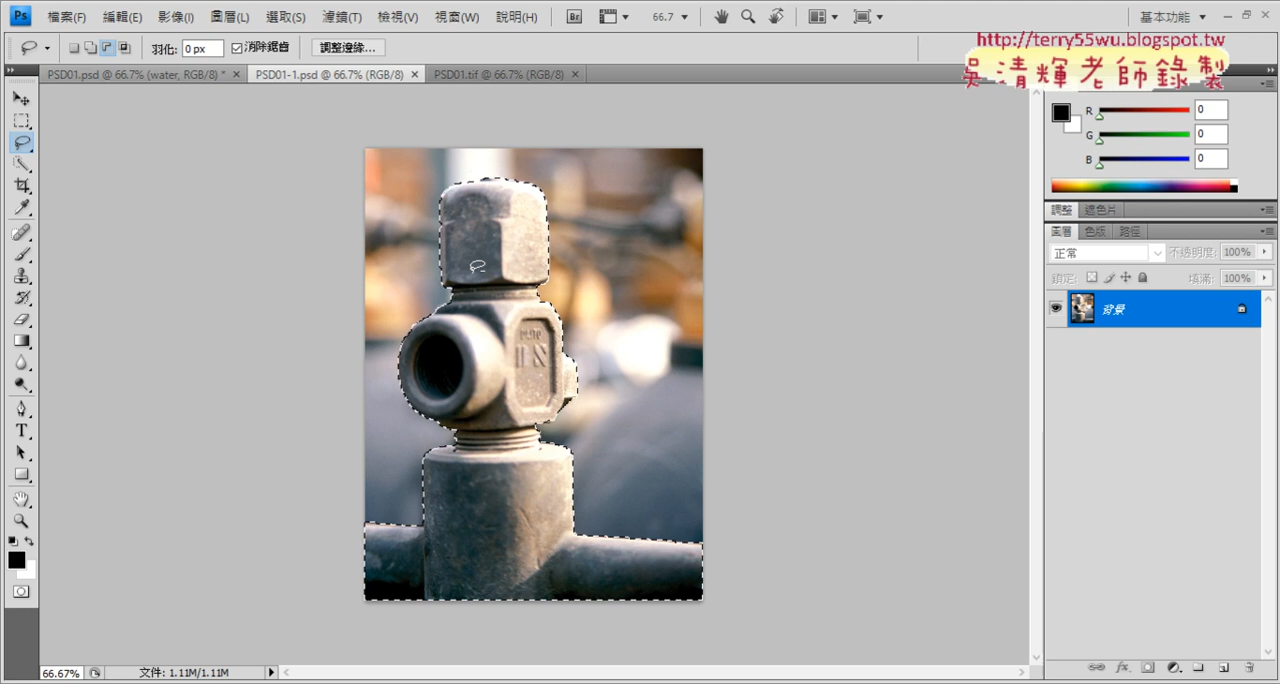 Ps 檔案(F) 編輯(E) 影像(I) 圖層(L) 選取(S) 濾鏡(T) 檢視(V) 視窗(W) 說明(H) Br 66.7 基本功能
http://terry55wu.blogspot.tw
吳清輝老師錄製
羽化: 0 px 消除鋸齒 調整邊緣...
PSD01.psd @ 66.7% (water, RGB/8) * × PSD01-1.psd @ 66.7% (RGB/8) × PSD01.tif @ 66.7% (RGB/8) ×
R 0
G 0
B 0
調整 遮色片
圖層 色版 路徑
正常 不透明度: 100%
鎖定: 填滿: 100%
背景
T
66.67% 文件: 1.11M/1.11M
fx